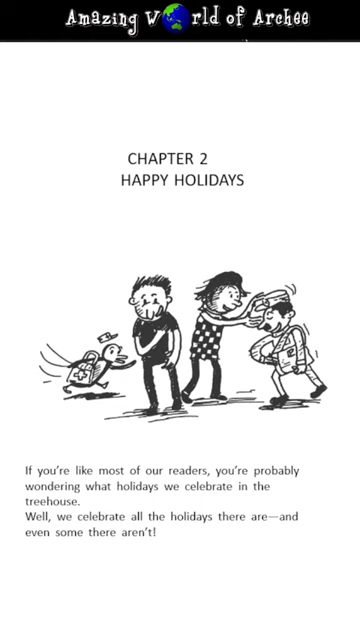 Amazing World of Archee
CHAPTER 2
HAPPY HOLIDAYS
If you're like most of our readers, you're probably
wondering what holidays we celebrate in the
treehouse.
Well, we celebrate all the holidays there are—and
even some there aren't!